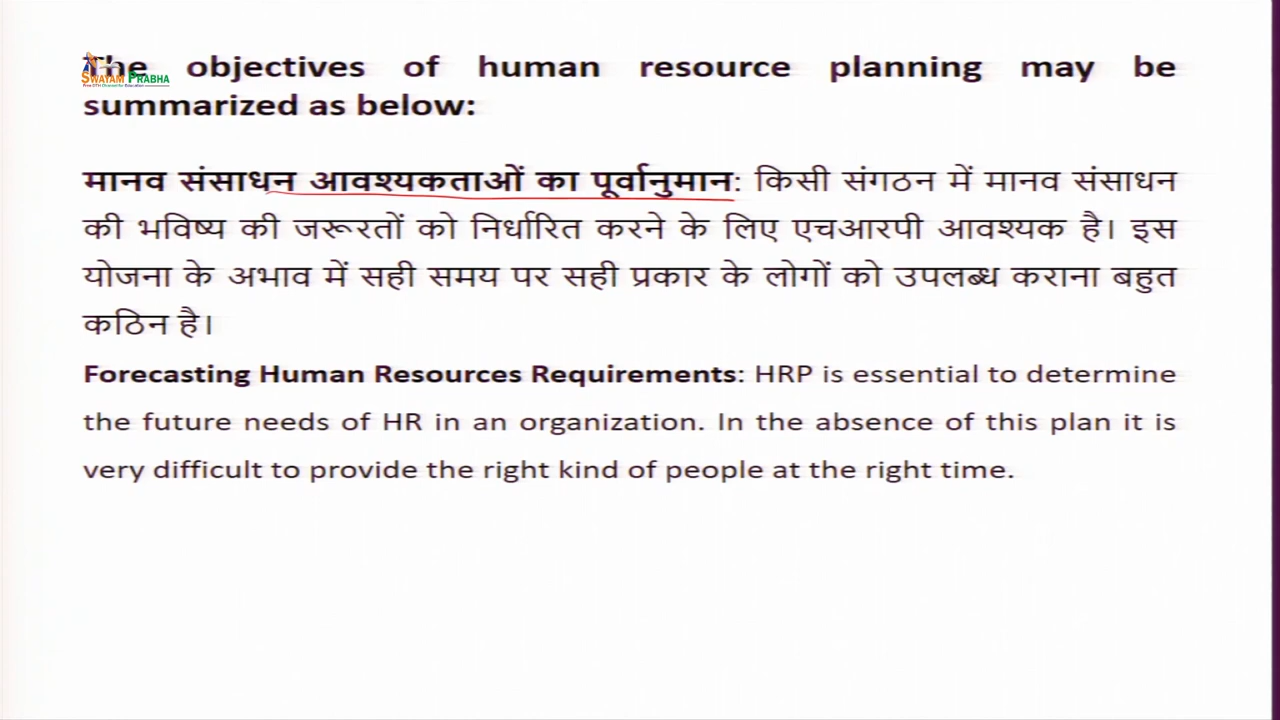 The objectives of human resource planning may be
summarized as below:
SWAYAM PRABHA
मानव संसाधन आवश्यकताओं का पूर्वानुमान: किसी संगठन में मानव संसाधन
की भविष्य की जरूरतों को निर्धारित करने के लिए एचआरपी आवश्यक है। इस
योजना के अभाव में सही समय पर सही प्रकार के लोगों को उपलब्ध कराना बहुत
कठिन है।
Forecasting Human Resources Requirements: HRP is essential to determine
the future needs of HR in an organization. In the absence of this plan it is
very difficult to provide the right kind of people at the right time.